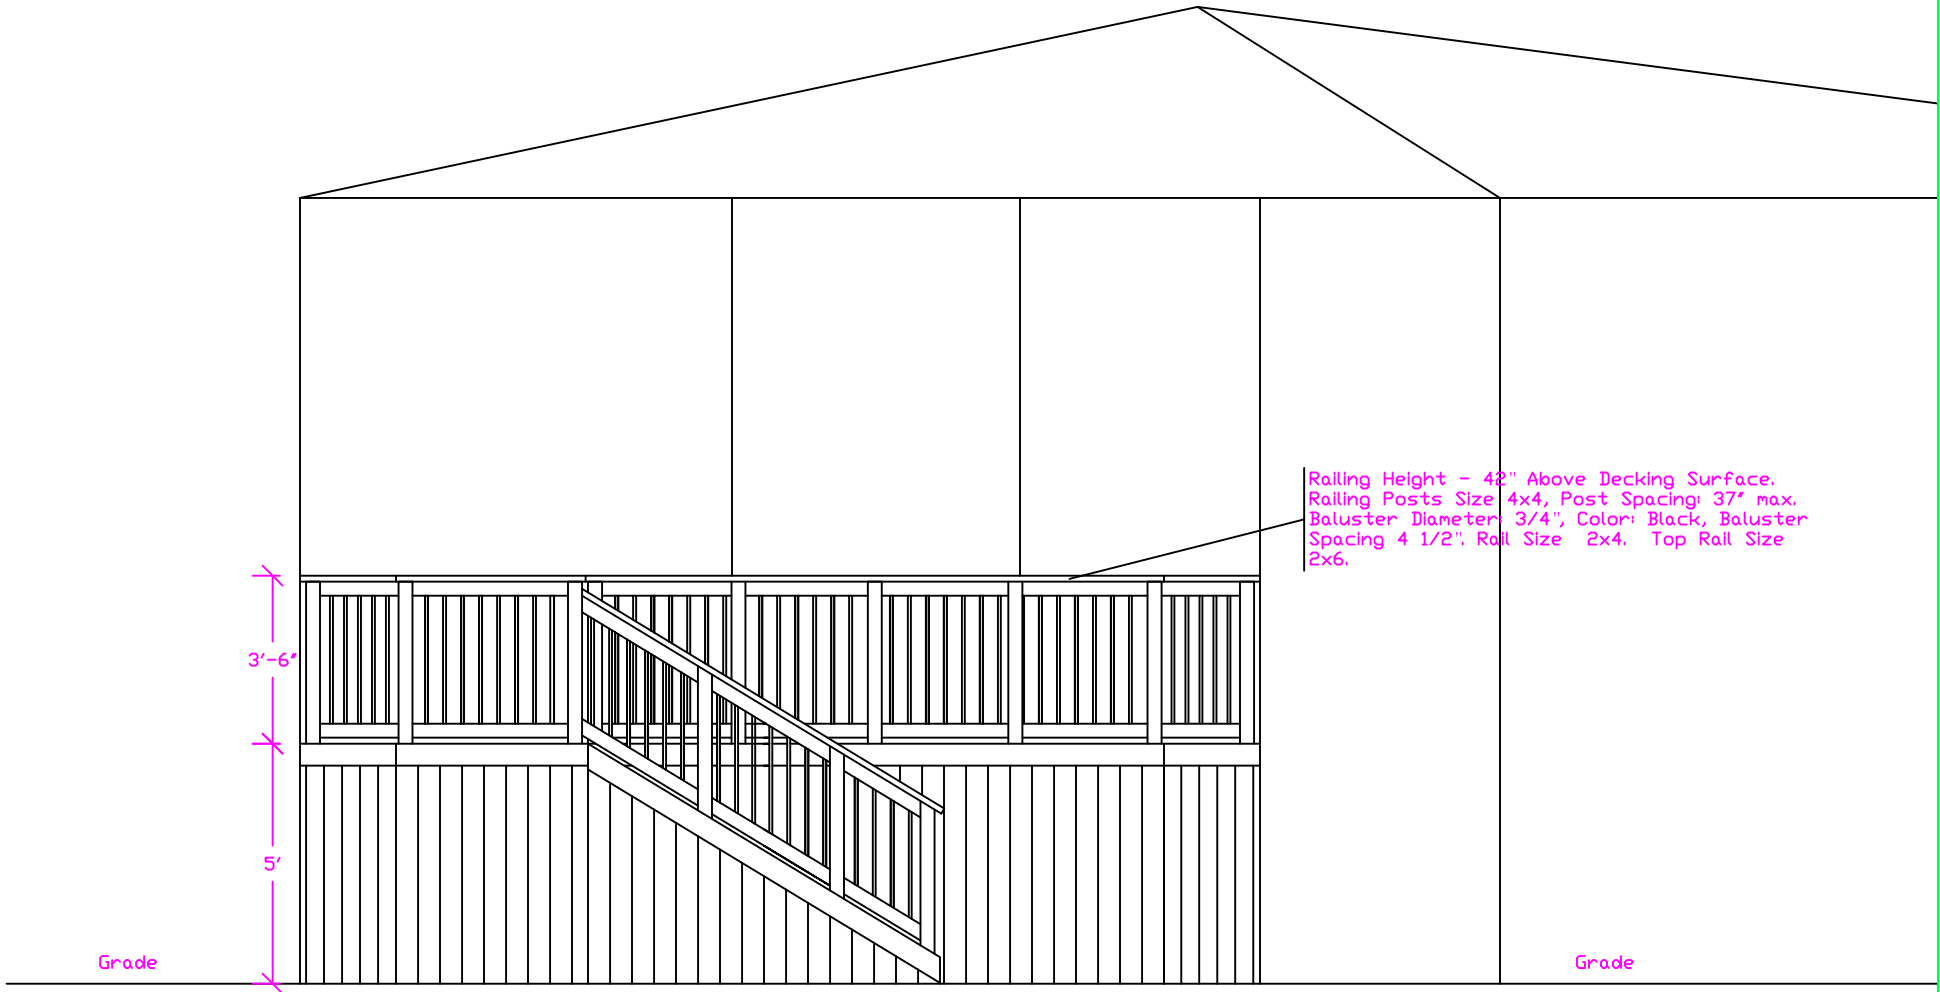 Railing Height - 42" Above Decking Surface.
Railing Posts Size 4x4, Post Spacing: 37" max.
Baluster Diameter: 3/4", Color: Black, Baluster
Spacing 4 1/2". Rail Size  2x4.  Top Rail Size
2x6.
3'-6"
5'
Grade
Grade